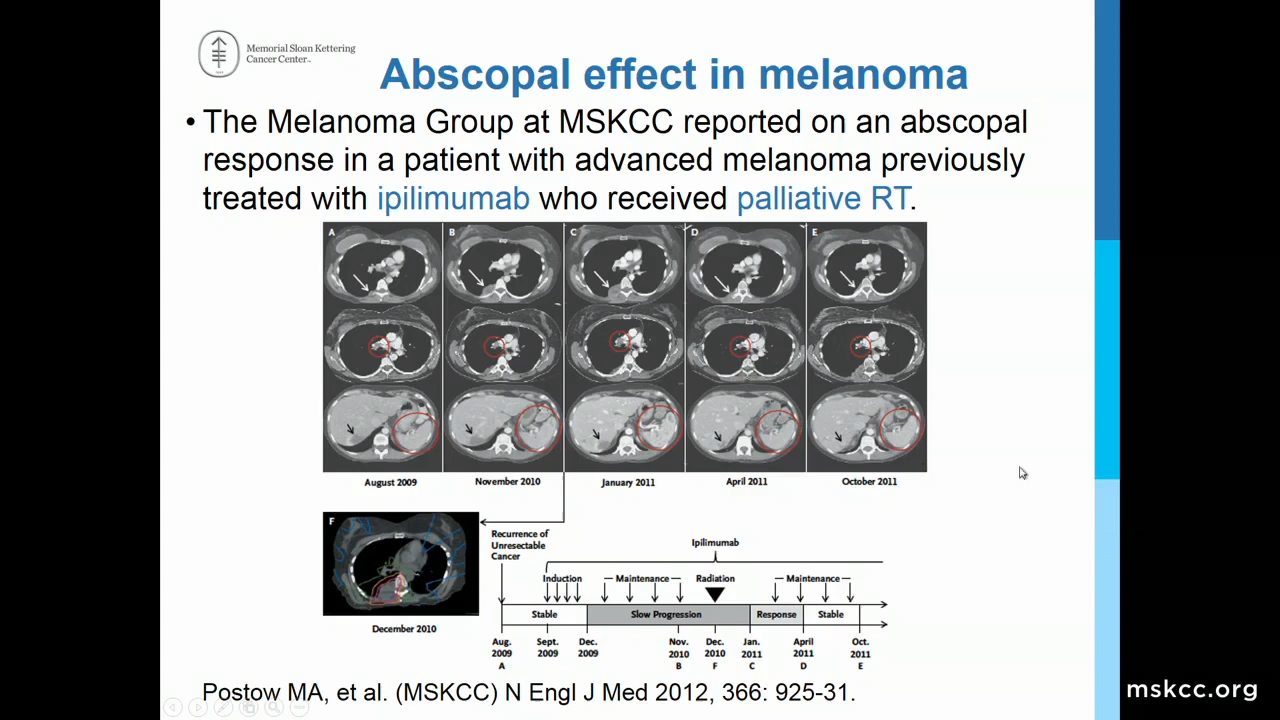 Memorial Sloan Kettering
Cancer Center™
Abscopal effect in melanoma
• The Melanoma Group at MSKCC reported on an abscopal
response in a patient with advanced melanoma previously
treated with ipilimumab who received palliative RT.
A B C D E
August 2009 November 2010 January 2011 April 2011 October 2011
F
December 2010
Recurrence of
Unresectable
Cancer
Ipilimumab
Induction Maintenance Radiation Maintenance
Stable Slow Progression Response Stable
Aug. Sept. Dec. Nov. Dec. Jan. April Oct.
2009 2009 2009 2010 2010 2011 2011 2011
A B F C D E
Postow MA, et al. (MSKCC) N Engl J Med 2012, 366: 925-31.
mskcc.org